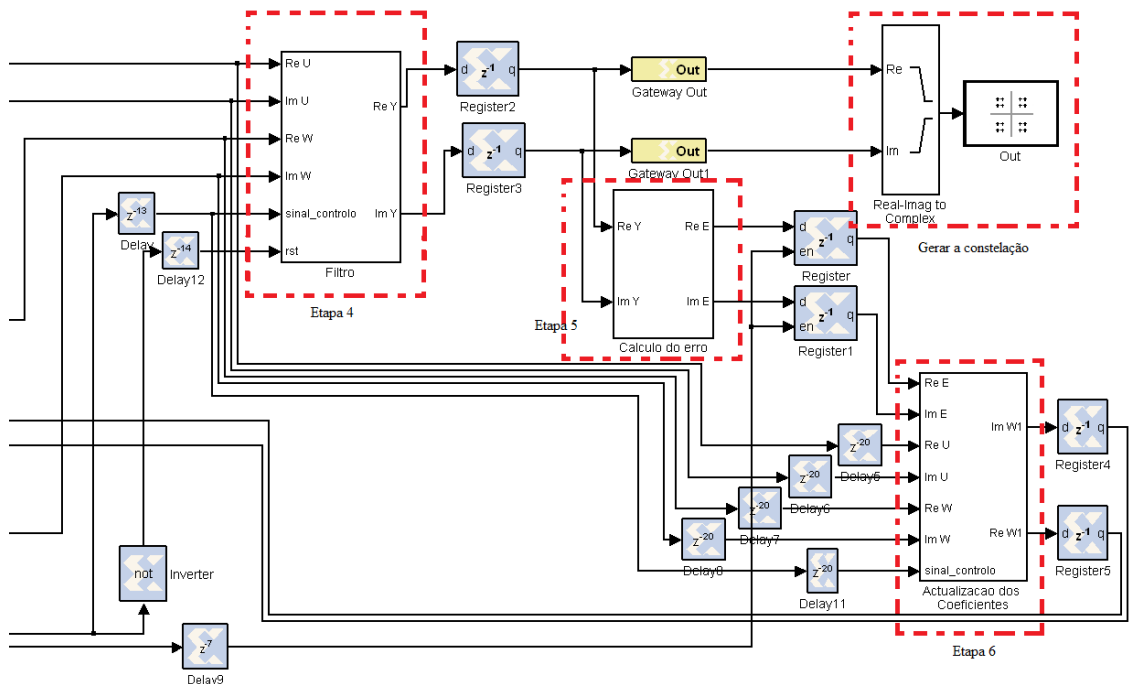 Re U
Im U
Re W
Im W
sinal_controlo
rst
Re Y
Im Y
Filtro
Etapa 4
z-13
Delay
z-14
Delay12
d z-1 q
Register2
d z-1 q
Register3
Out
Gateway Out
Out
Gateway Out1
Re
Im
Real-Imag to
Complex
Out
Gerar a constelação
Re Y
Im Y
Re E
Im E
Calculo do erro
Etapa 5
d
en
z-1
q
Register
d
en
z-1
q
Register1
Re E
Im E
Re U
Im U
Re W
Im W
sinal_controlo
Im W1
Re W1
Actualizacao dos
Coeficientes
Etapa 6
d z-1 q
Register4
d z-1 q
Register5
z-20
Delay5
z-20
Delay6
z-20
Delay7
z-20
Delay8
z-20
Delay11
not
Inverter
z-7
Delay9